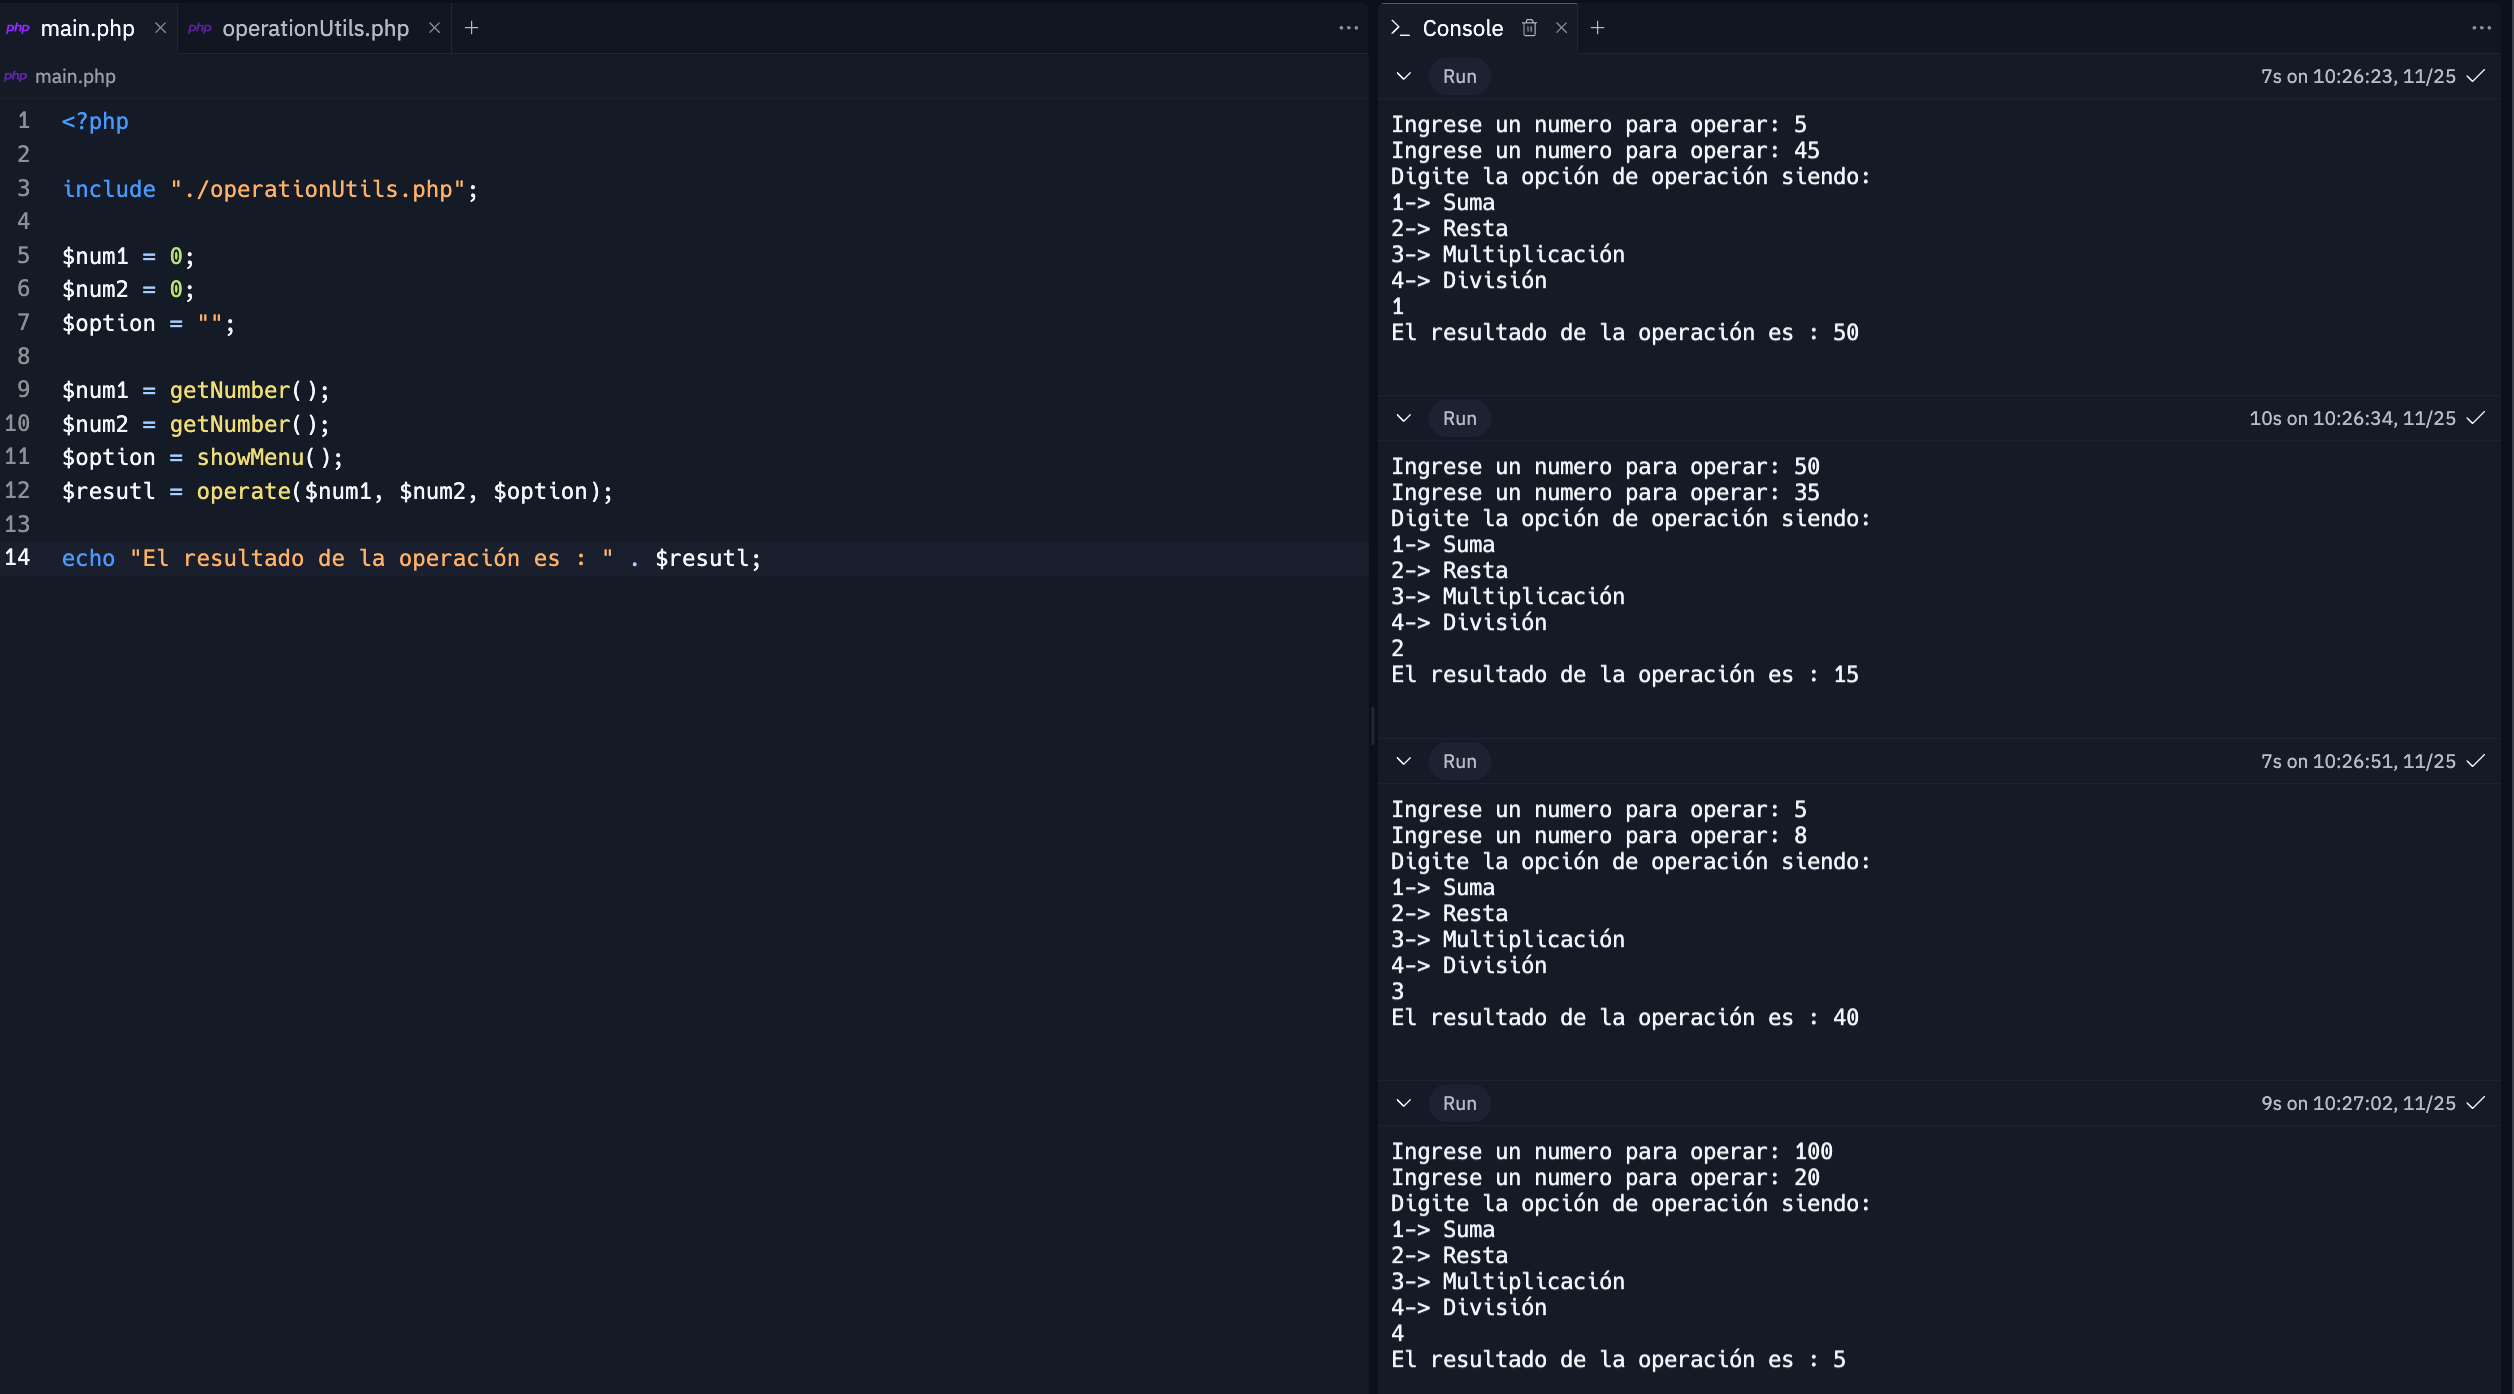 php main.php
php operationUtils.php
php main.php
1 <?php
2
3 include "./operationUtils.php";
4
5 $num1 = 0;
6 $num2 = 0;
7 $option = "";
8
9 $num1 = getNumber();
10 $num2 = getNumber();
11 $option = showMenu();
12 $resutl = operate($num1, $num2, $option);
13
14 echo "El resultado de la operación es : " . $resutl;
>_ Console
Run 7s on 10:26:23, 11/25
Ingrese un numero para operar: 5
Ingrese un numero para operar: 45
Digite la opción de operación siendo:
1-> Suma
2-> Resta
3-> Multiplicación
4-> División
1
El resultado de la operación es : 50
Run 10s on 10:26:34, 11/25
Ingrese un numero para operar: 50
Ingrese un numero para operar: 35
Digite la opción de operación siendo:
1-> Suma
2-> Resta
3-> Multiplicación
4-> División
2
El resultado de la operación es : 15
Run 7s on 10:26:51, 11/25
Ingrese un numero para operar: 5
Ingrese un numero para operar: 8
Digite la opción de operación siendo:
1-> Suma
2-> Resta
3-> Multiplicación
4-> División
3
El resultado de la operación es : 40
Run 9s on 10:27:02, 11/25
Ingrese un numero para operar: 100
Ingrese un numero para operar: 20
Digite la opción de operación siendo:
1-> Suma
2-> Resta
3-> Multiplicación
4-> División
4
El resultado de la operación es : 5